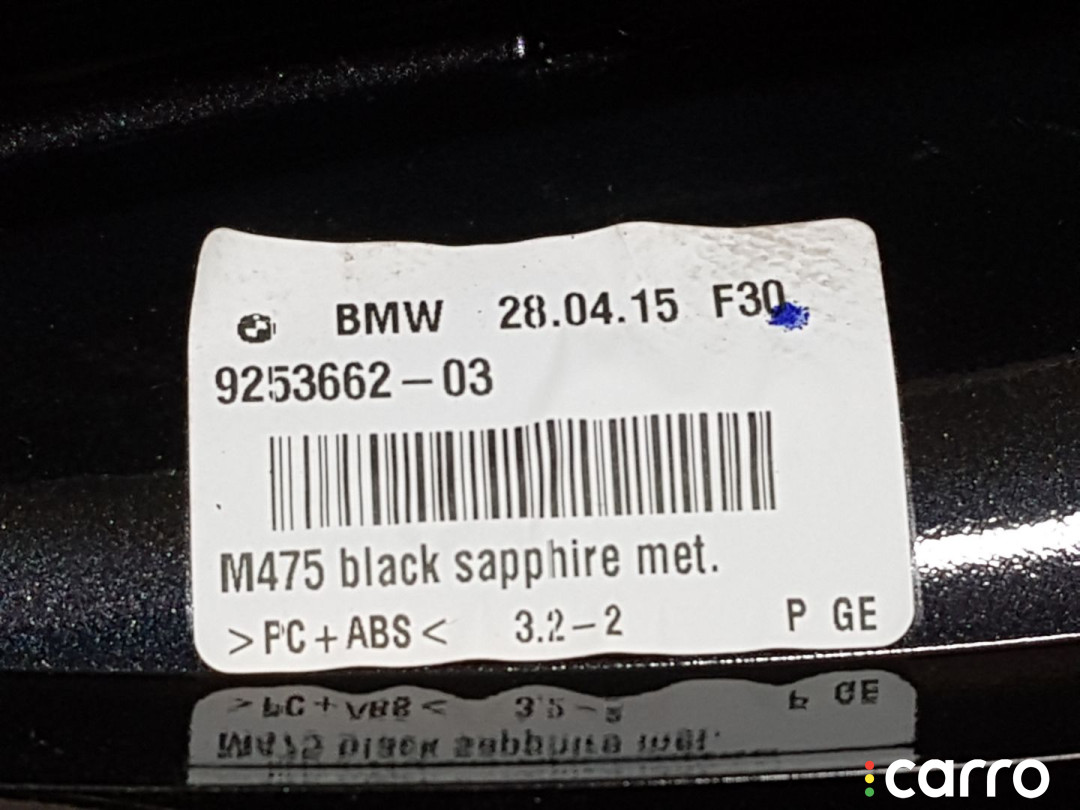 BMW 28.04.15 F30
9253662-03
M475 black sapphire met.
>PC+ABS< 3.2-2 P GE
carro